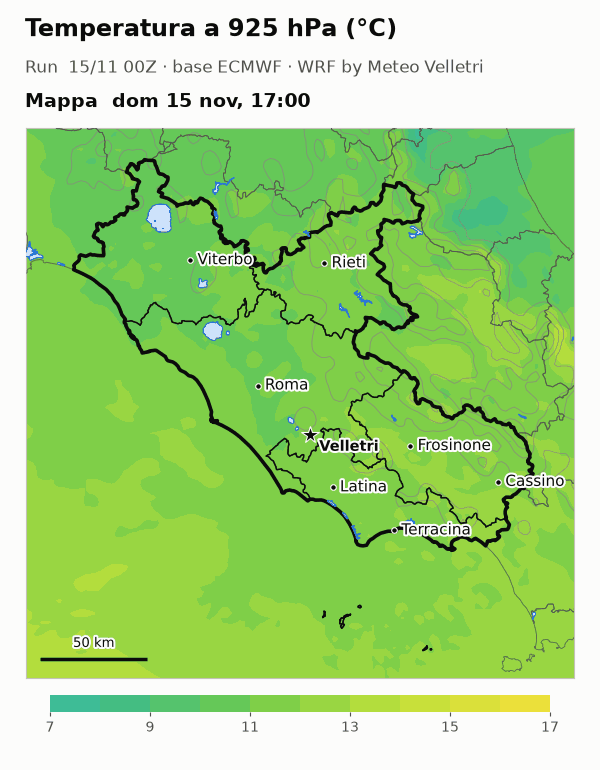 Temperatura a 925 hPa (°C)
Run  15/11 00Z · base ECMWF · WRF by Meteo Velletri
Mappa  dom 15 nov, 17:00
Viterbo
Rieti
Roma
Velletri
Frosinone
Latina
Cassino
Terracina
50 km
7 9 11 13 15 17